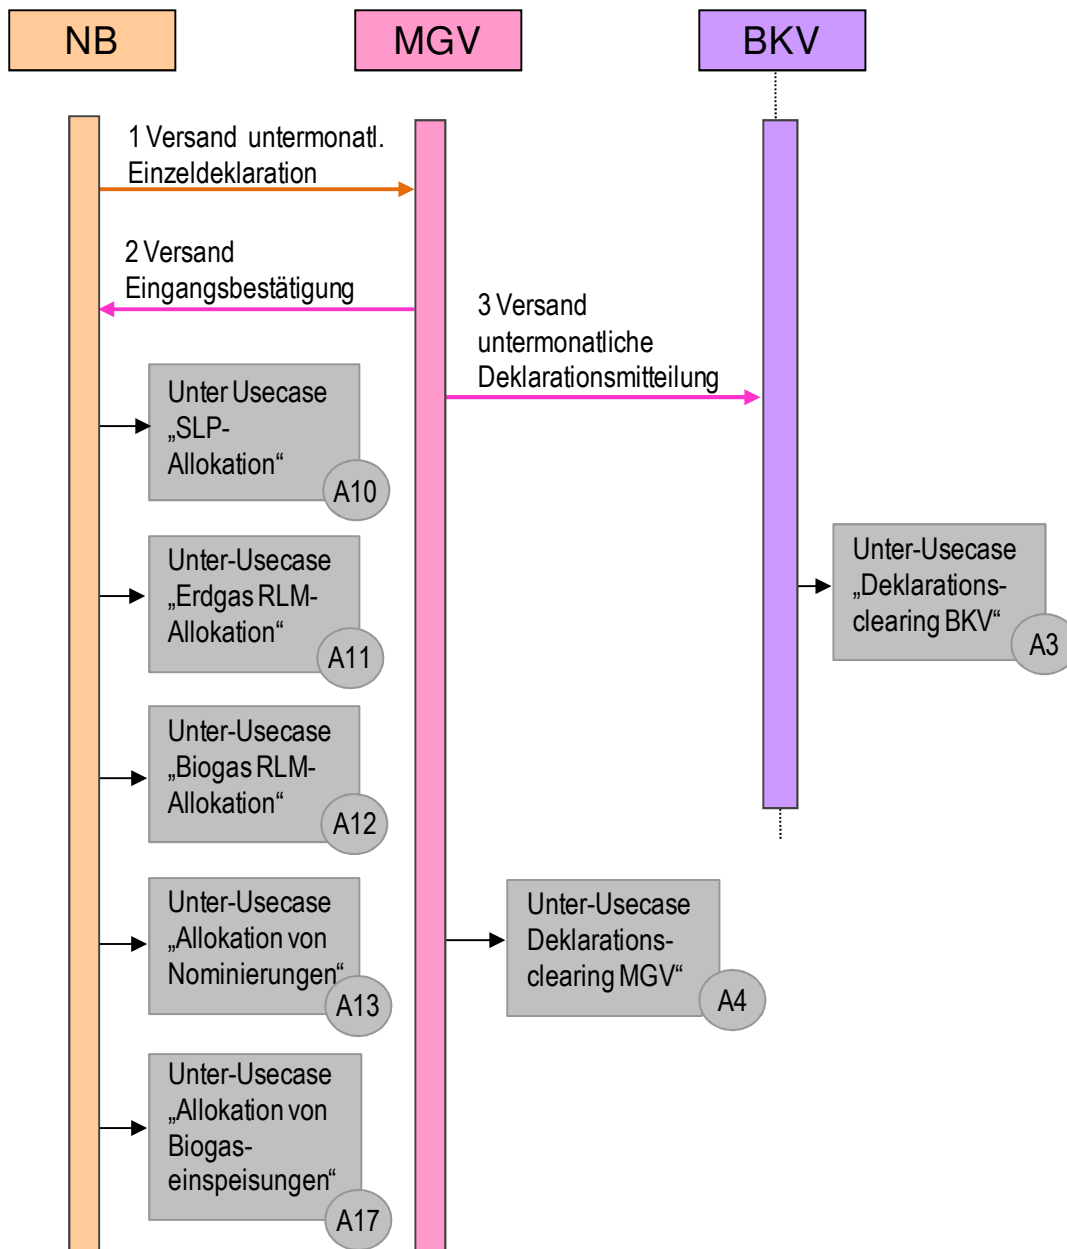 NB
MGV
BKV
1 Versand untermonatl.
Einzeldeklaration
2 Versand
Eingangsbestätigung
3 Versand
untermonatliche
Deklarationsmitteilung
Unter Usecase
„SLP-
Allokation“
A10
Unter-Usecase
„Erdgas RLM-
Allokation“
A11
Unter-Usecase
„Deklarations-
clearing BKV“
A3
Unter-Usecase
„Biogas RLM-
Allokation“
A12
Unter-Usecase
„Allokation von
Nominierungen“
A13
Unter-Usecase
Deklarations-
clearing MGV“
A4
Unter-Usecase
„Allokation von
Biogas-
einspeisungen“
A17